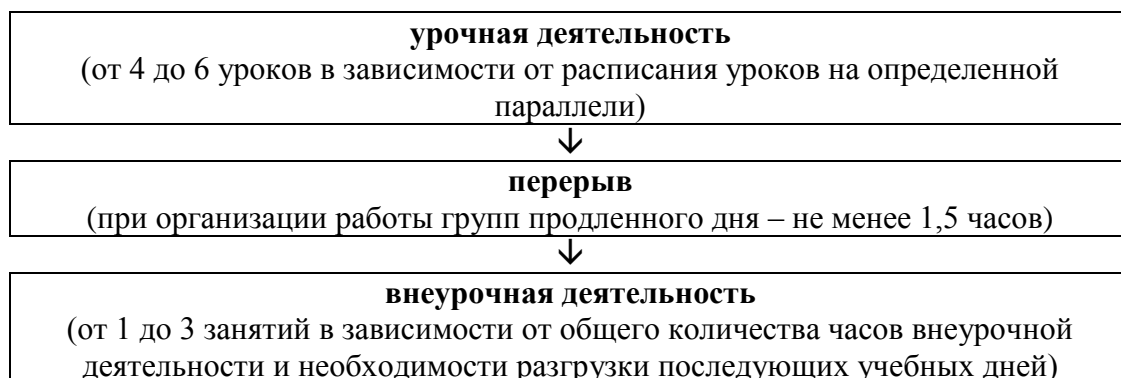 урочная деятельность
(от 4 до 6 уроков в зависимости от расписания уроков на определенной
параллели)
↓
перерыв
(при организации работы групп продленного дня – не менее 1,5 часов)
↓
внеурочная деятельность
(от 1 до 3 занятий в зависимости от общего количества часов внеурочной
деятельности и необходимости разгрузки последующих учебных дней)